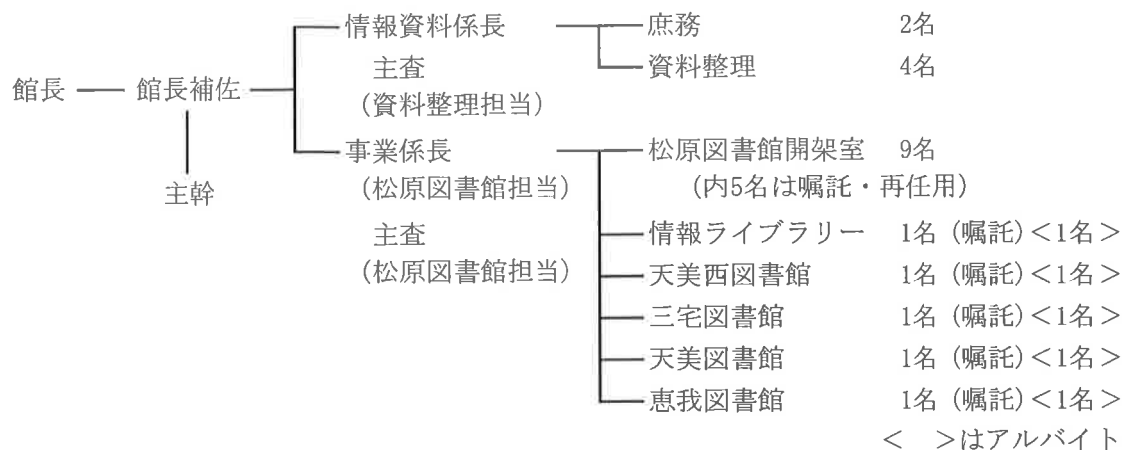 情報資料係長 庶務 2名
主査 資料整理 4名
館長 館長補佐 (資料整理担当)
事業係長 松原図書館開架室 9名
主幹 (松原図書館担当) (内5名は嘱託・再任用)
主査 情報ライブラリー 1名 (嘱託) <1名>
(松原図書館担当) 天美西図書館 1名 (嘱託) <1名>
三宅図書館 1名 (嘱託) <1名>
天美図書館 1名 (嘱託) <1名>
恵我図書館 1名 (嘱託) <1名>
< >はアルバイト